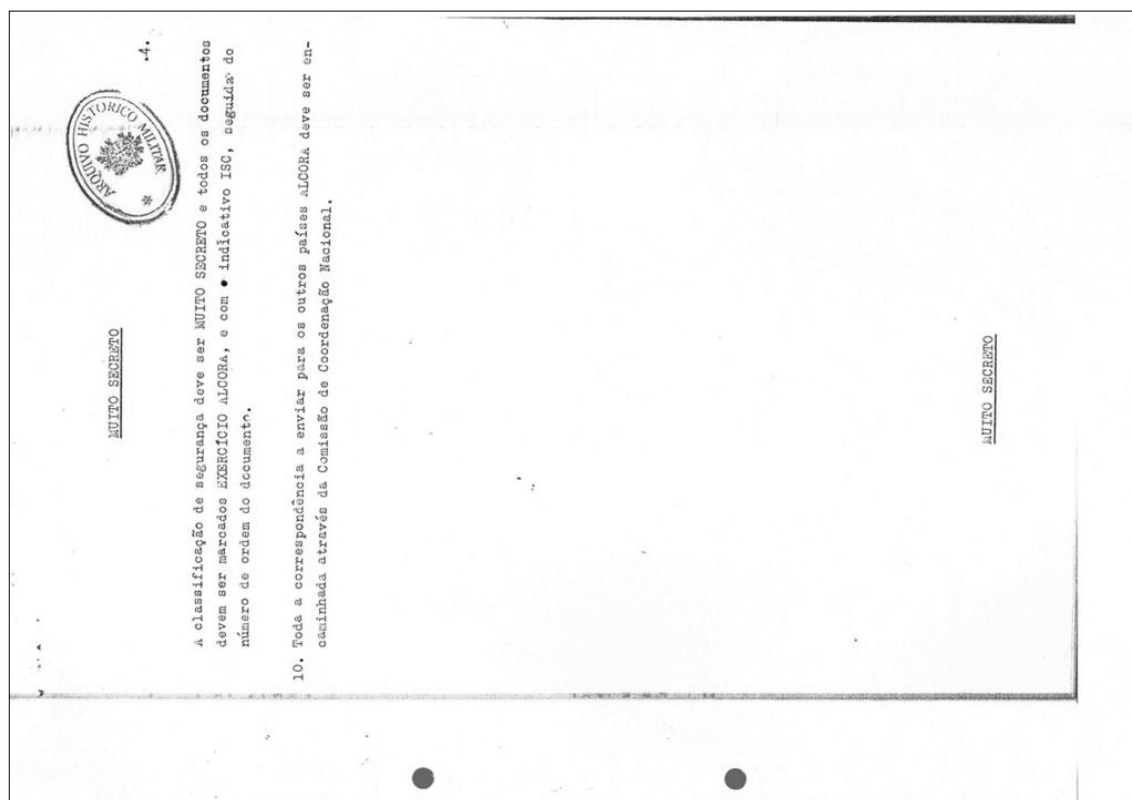 MUITO SECRETO
ARQUIVO HISTORICO MILITAR *
.4.
A classificação de segurança deve ser MUITO SECRETO e todos os documentos
devem ser marcados EXERCÍCIO ALCORA, e com o indicativo ISC, seguida do
número de ordem do documento.
10. Toda a correspondência a enviar para os outros países ALCORA deve ser en-
caminhada através da Comissão de Coordenação Nacional.
MUITO SECRETO